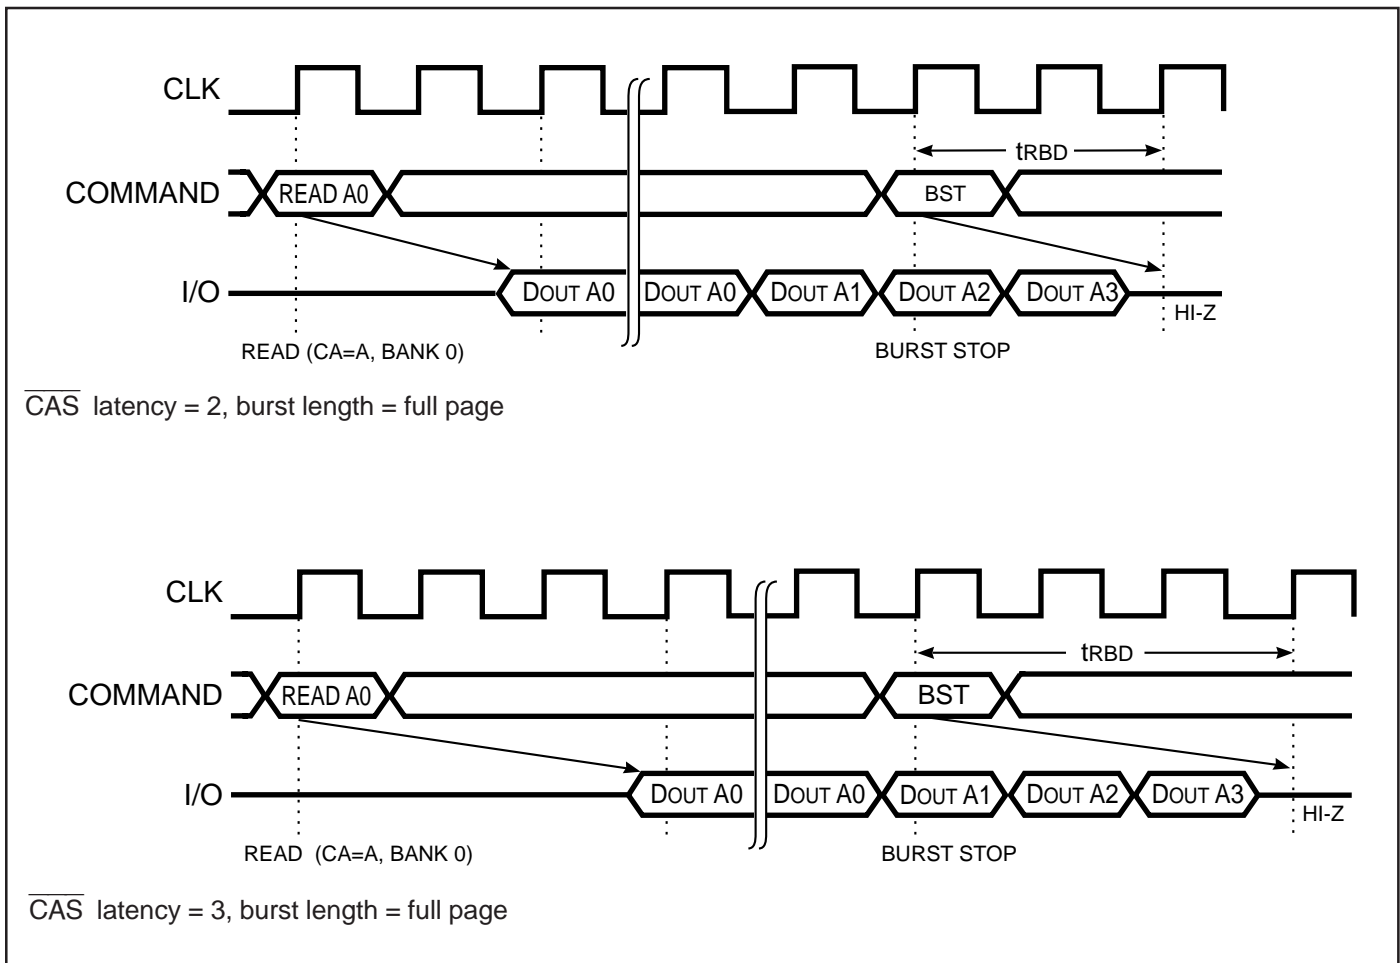 CLK
tRBD
COMMAND READ A0 BST
I/O DOUT A0 DOUT A0 DOUT A1 DOUT A2 DOUT A3
HI-Z
READ (CA=A, BANK 0) BURST STOP
CAS latency = 2, burst length = full page
CLK
tRBD
COMMAND READ A0 BST
I/O DOUT A0 DOUT A0 DOUT A1 DOUT A2 DOUT A3
HI-Z
READ (CA=A, BANK 0) BURST STOP
CAS latency = 3, burst length = full page